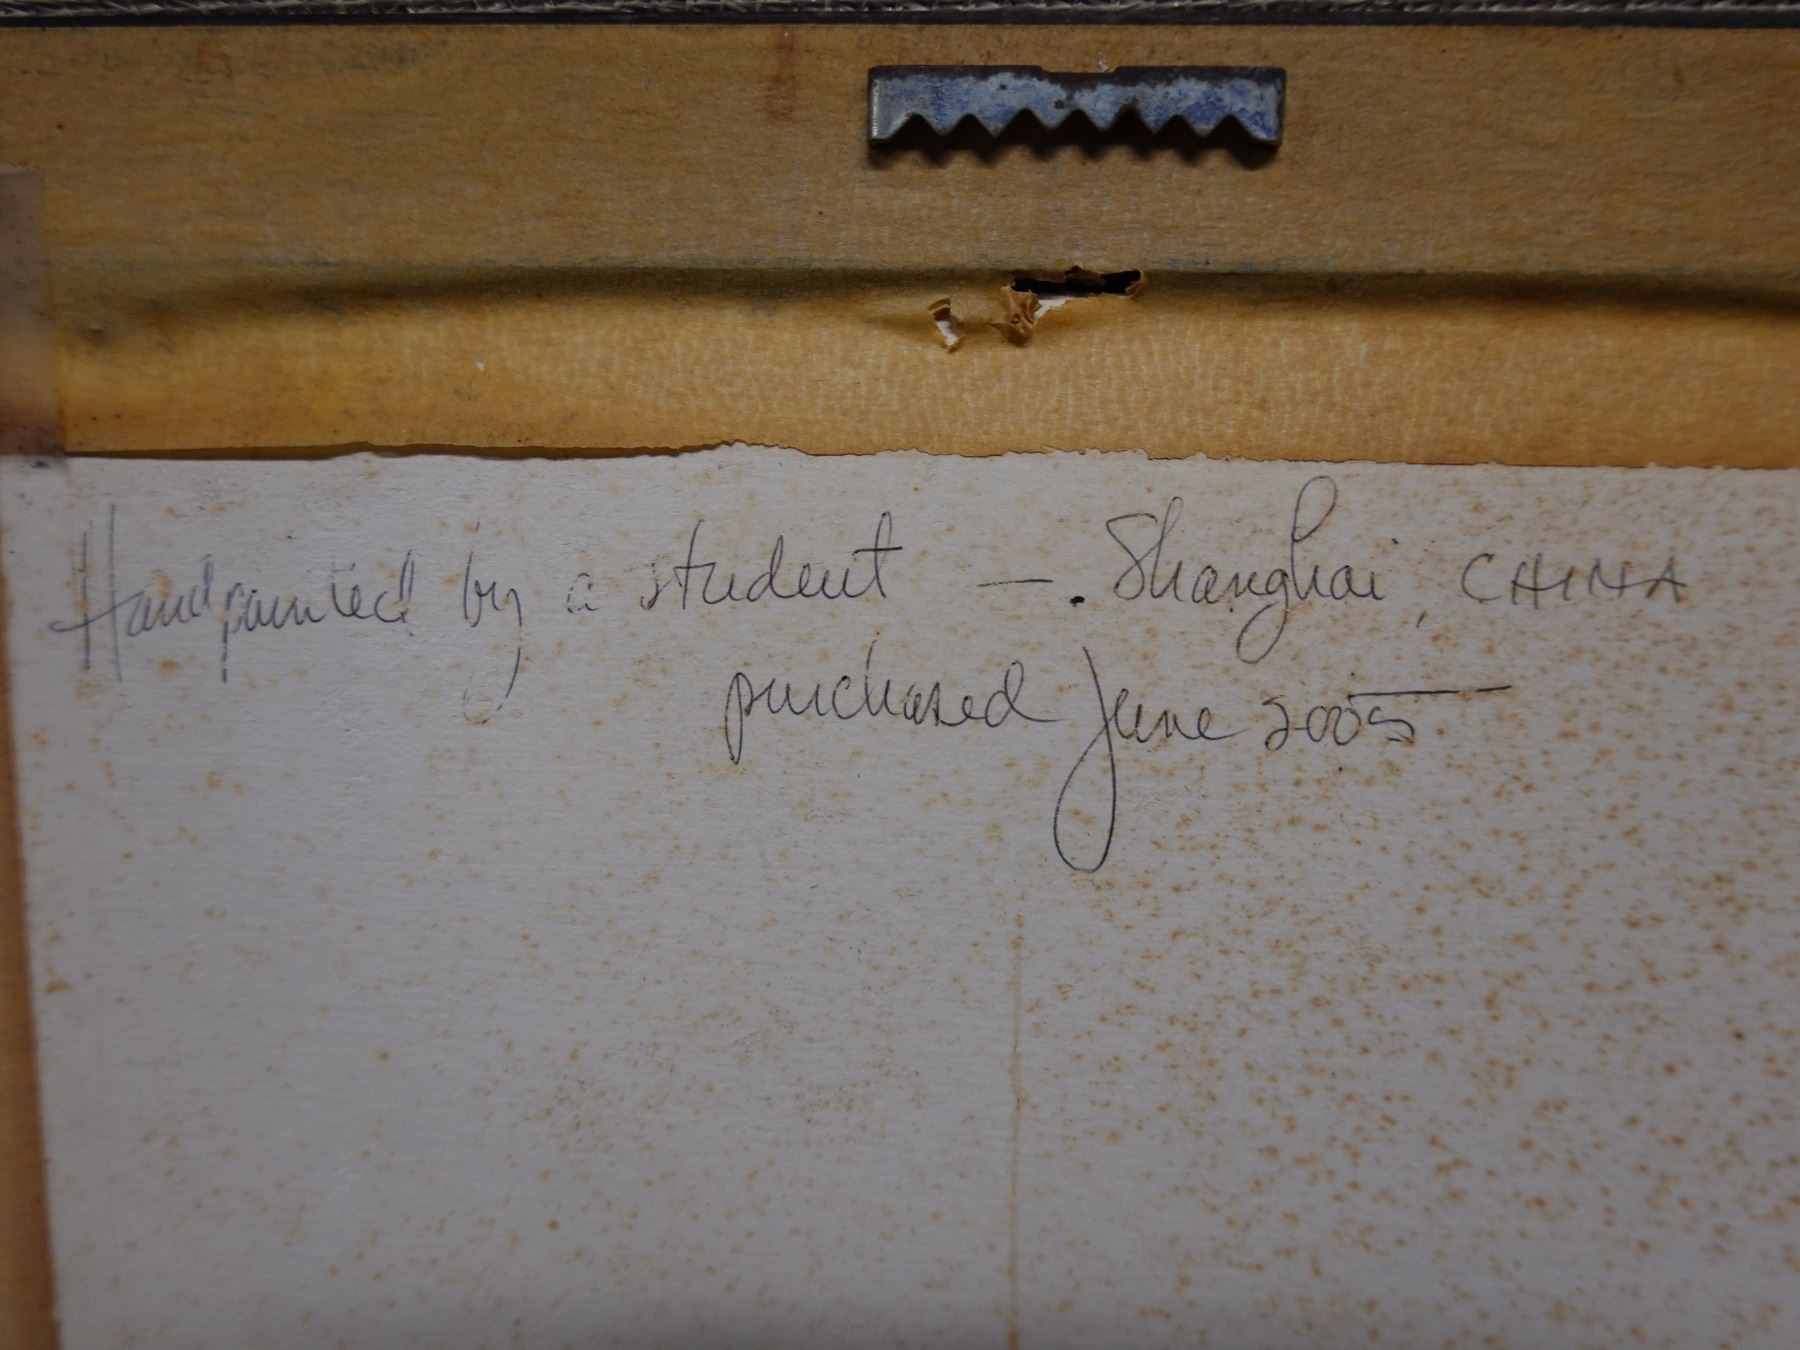 Handpainted by a student —. Shanghai, CHINA
purchased June 2005